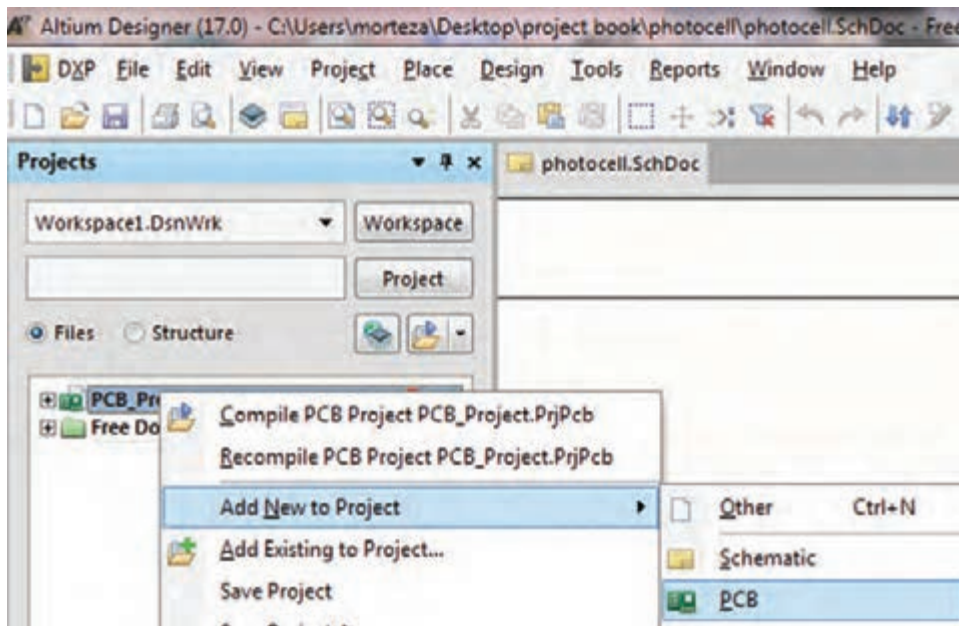 Altium Designer (17.0) - C:\Users\morteza\Desktop\project book\photocell\photocell.SchDoc - Free
DXP File Edit View Project Place Design Tools Reports Window Help
Projects
photocell.SchDoc
Workspace1.DsnWrk Workspace
Project
Files Structure
PCB_Pr
Free Do
Compile PCB Project PCB_Project.PrjPcb
Recompile PCB Project PCB_Project.PrjPcb
Add New to Project
Other Ctrl+N
Add Existing to Project...
Schematic
Save Project
PCB